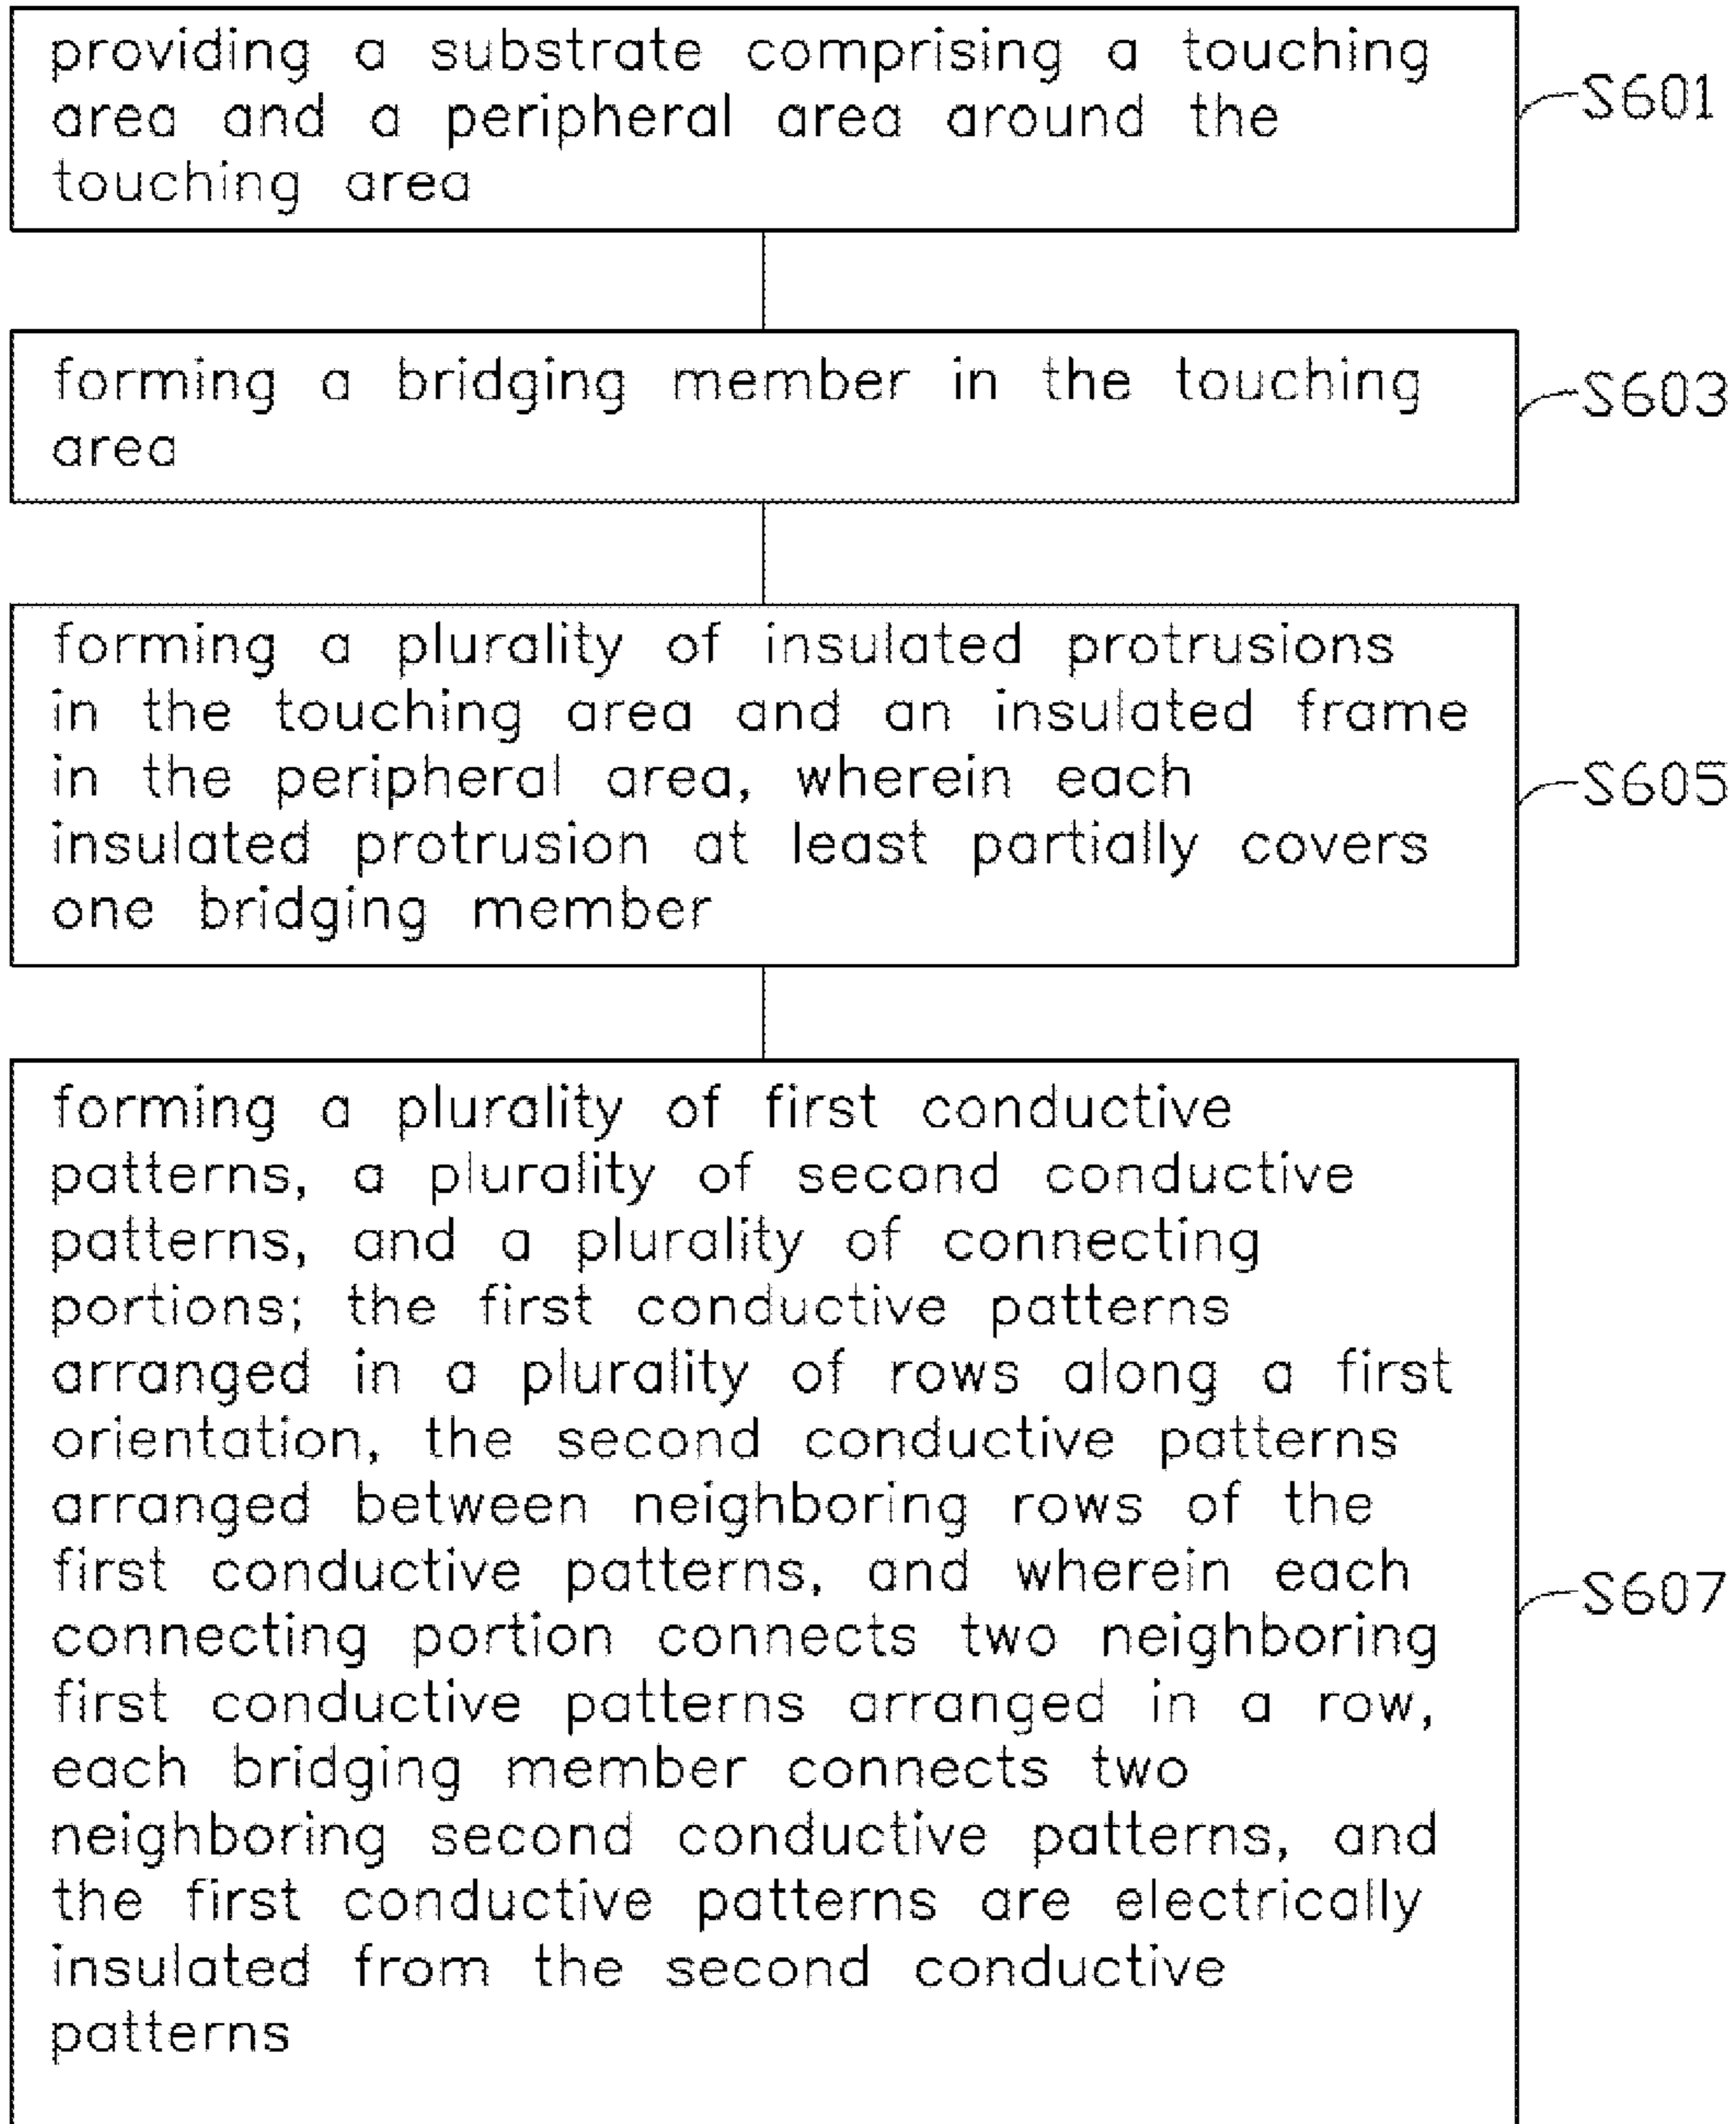 providing a substrate comprising a touching
area and a peripheral area around the
touching area
S601
forming a bridging member in the touching
area
S603
forming a plurality of insulated protrusions
in the touching area and an insulated frame
in the peripheral area, wherein each
insulated protrusion at least partially covers
one bridging member
S605
forming a plurality of first conductive
patterns, a plurality of second conductive
patterns, and a plurality of connecting
portions; the first conductive patterns
arranged in a plurality of rows along a first
orientation, the second conductive patterns
arranged between neighboring rows of the
first conductive patterns, and wherein each
connecting portion connects two neighboring
first conductive patterns arranged in a row,
each bridging member connects two
neighboring second conductive patterns, and
the first conductive patterns are electrically
insulated from the second conductive
patterns
S607